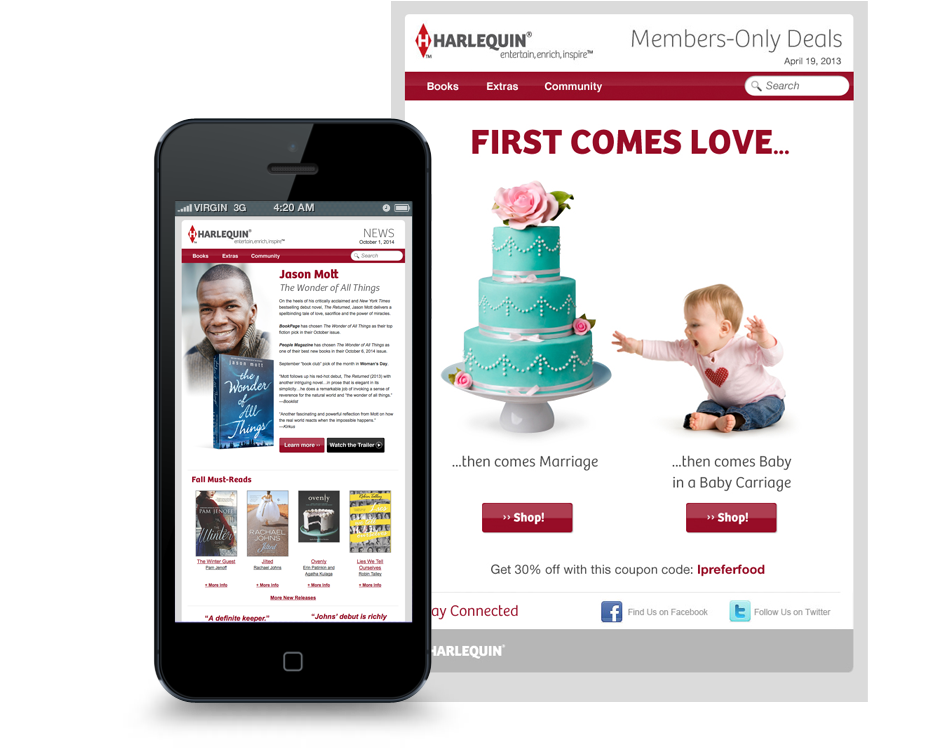 HARLEQUIN®
entertain, enrich, inspire™
Members-Only Deals
April 19, 2013
Books Extras Community Search
FIRST COMES LOVE...
...then comes Marriage
...then comes Baby
in a Baby Carriage
›› Shop! ›› Shop!
Get 30% off with this coupon code: Ipreferfood
ay Connected
Find Us on Facebook
Follow Us on Twitter
HARLEQUIN®
VIRGIN 3G 4:20 AM
HARLEQUIN®
entertain, enrich, inspire™
NEWS
October 1, 2014
Books Extras Community Search
Jason Mott
The Wonder of All Things
On the heels of his critically acclaimed and New York Times
bestselling debut novel, The Returned, Jason Mott delivers a
spellbinding tale of love, sacrifice and the power of miracles.
BookPage has chosen The Wonder of All Things as their top
fiction pick in their October issue.
People Magazine has chosen The Wonder of All Things as
one of their best new books in their October 6, 2014 issue.
September "book club" pick of the month in Woman's Day.
"Mott follows up his red-hot debut, The Returned (2013) with
another intriguing novel...in prose that is elegant in its
simplicity...he does a remarkable job of invoking a sense of
reverence for the natural world and "the wonder of all things."
—Booklist
"Another fascinating and powerful reflection from Mott on how
the real world reacts when the impossible happens."
—Kirkus
jason mott
the
Wonder
of
All
Things
Learn more ›› Watch the Trailer
Fall Must-Reads
PAM JENOFF
Winter
RACHAEL
JOHNS
Jilted
ovenly
Robin Talley
The Winter Guest
Pam Jenoff
Jilted
Rachael Johns
Ovenly
Erin Patinkin and
Agatha Kulaga
Lies We Tell
Ourselves
Robin Talley
+ More info + More info + More info + More info
More New Releases
"A definite keeper."
"Johns' debut is richly